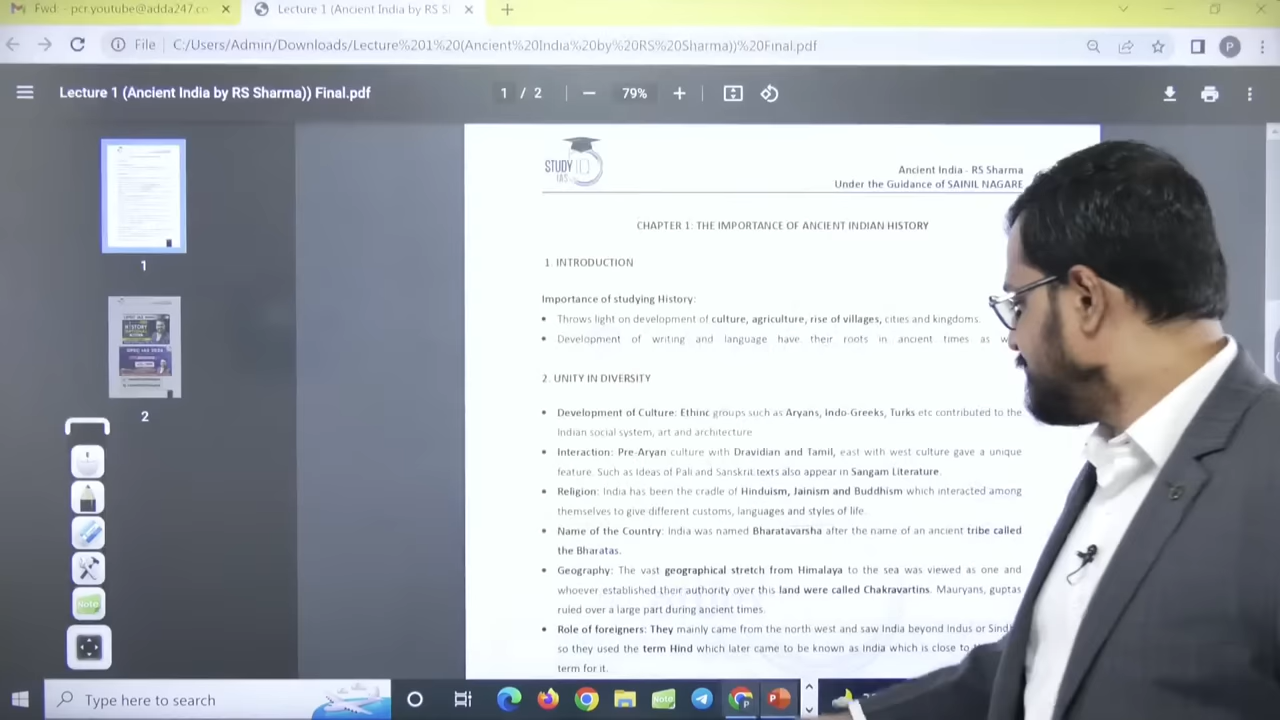 Fwd - pcr.youtube@adda247.co
Lecture 1 (Ancient India by RS S
File
C:/Users/Admin/Downloads/Lecture%201%20(Ancient%20India%20by%20RS%20Sharma))%20Final.pdf
P
Lecture 1 (Ancient India by RS Sharma)) Final.pdf
1 / 2
79%
STUDY IQ
IAS
Ancient India - RS Sharma
Under the Guidance of SAINIL NAGARE
CHAPTER 1: THE IMPORTANCE OF ANCIENT INDIAN HISTORY
1 INTRODUCTION
Importance of studying History:
• Throws light on development of culture, agriculture, rise of villages, cities and kingdoms.
• Development of writing and language have their roots in ancient times as
2. UNITY IN DIVERSITY
• Development of Culture: Ethinc groups such as Aryans, Indo-Greeks, Turks etc contributed to the
Indian social system, art and architecture
• Interaction: Pre-Aryan culture with Dravidian and Tamil, east with west culture gave a unique
feature. Such as Ideas of Pali and Sanskrit texts also appear in Sangam Literature.
• Religion: India has been the cradle of Hinduism, Jainism and Buddhism which interacted among
themselves to give different customs, languages and styles of life.
• Name of the Country: India was named Bharatavarsha after the name of an ancient tribe called
the Bharatas.
• Geography: The vast geographical stretch from Himalaya to the sea was viewed as one and
whoever established their authority over this land were called Chakravartins. Mauryans, guptas
ruled over a large part during ancient times.
• Role of foreigners: They mainly came from the north west and saw India beyond Indus or
so they used the term Hind which later came to be known as India which is close to
term for it.
1
HISTORY
2
Note
Type here to search
Note